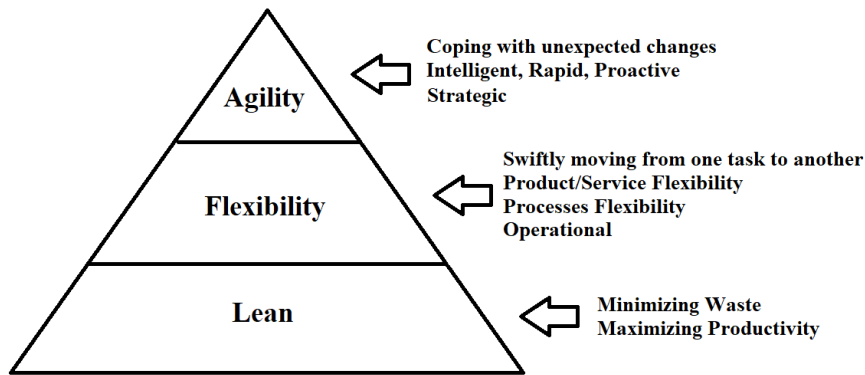 Agility
Coping with unexpected changes
Intelligent, Rapid, Proactive
Strategic
Flexibility
Swiftly moving from one task to another
Product/Service Flexibility
Processes Flexibility
Operational
Lean
Minimizing Waste
Maximizing Productivity